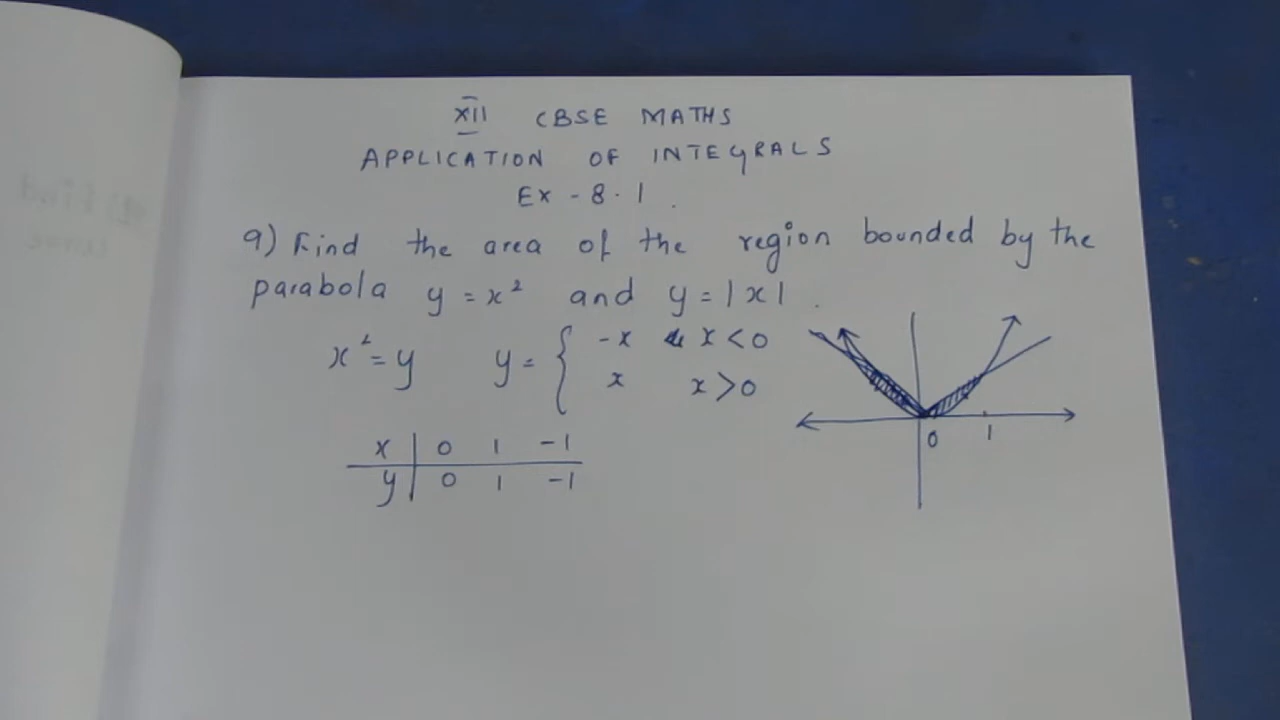 XII CBSE MATHS
APPLICATION OF INTEGRALS
Ex - 8.1.
9) Find the area of the region bounded by the
parabola y = x² and y = |x|.
x² = y y = { -x x < 0
x x > 0
x | 0 1 -1
y | 0 1 -1
0 1